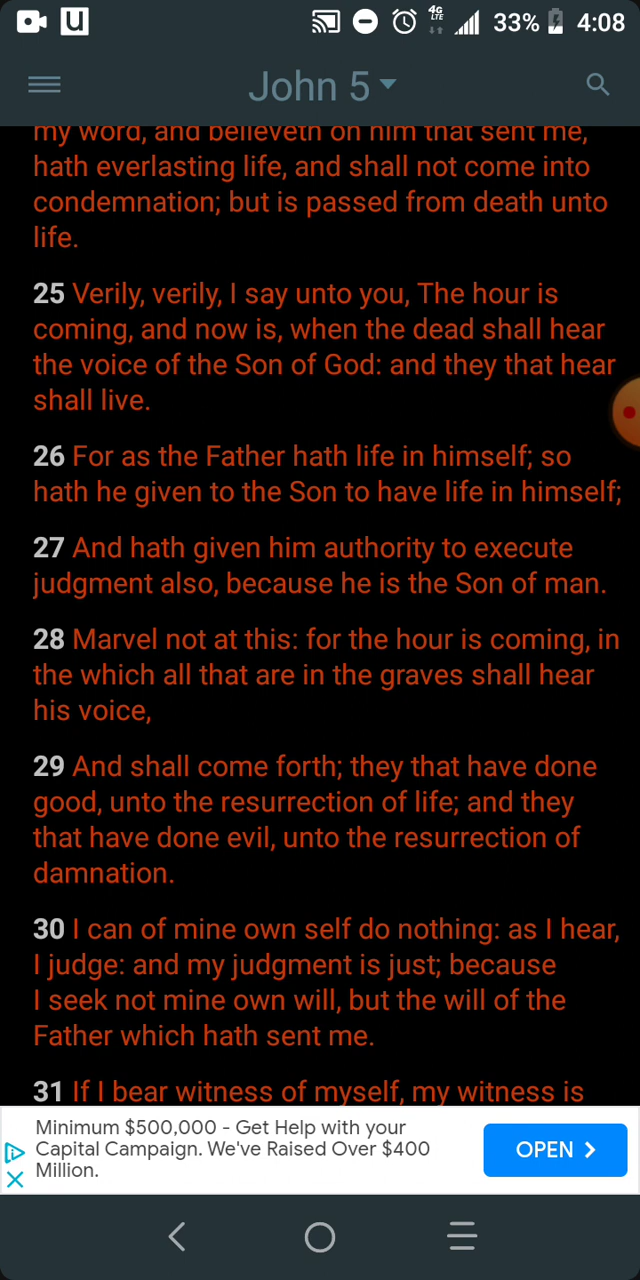 U
4G
LTE
33%
4:08
John 5
my word, and believeth on him that sent me,
hath everlasting life, and shall not come into
condemnation; but is passed from death unto
life.
25 Verily, verily, I say unto you, The hour is
coming, and now is, when the dead shall hear
the voice of the Son of God: and they that hear
shall live.
26 For as the Father hath life in himself; so
hath he given to the Son to have life in himself;
27 And hath given him authority to execute
judgment also, because he is the Son of man.
28 Marvel not at this: for the hour is coming, in
the which all that are in the graves shall hear
his voice,
29 And shall come forth; they that have done
good, unto the resurrection of life; and they
that have done evil, unto the resurrection of
damnation.
30 I can of mine own self do nothing: as I hear,
I judge: and my judgment is just; because
I seek not mine own will, but the will of the
Father which hath sent me.
31 If I bear witness of myself, my witness is
Minimum $500,000 - Get Help with your
Capital Campaign. We've Raised Over $400
Million.
OPEN